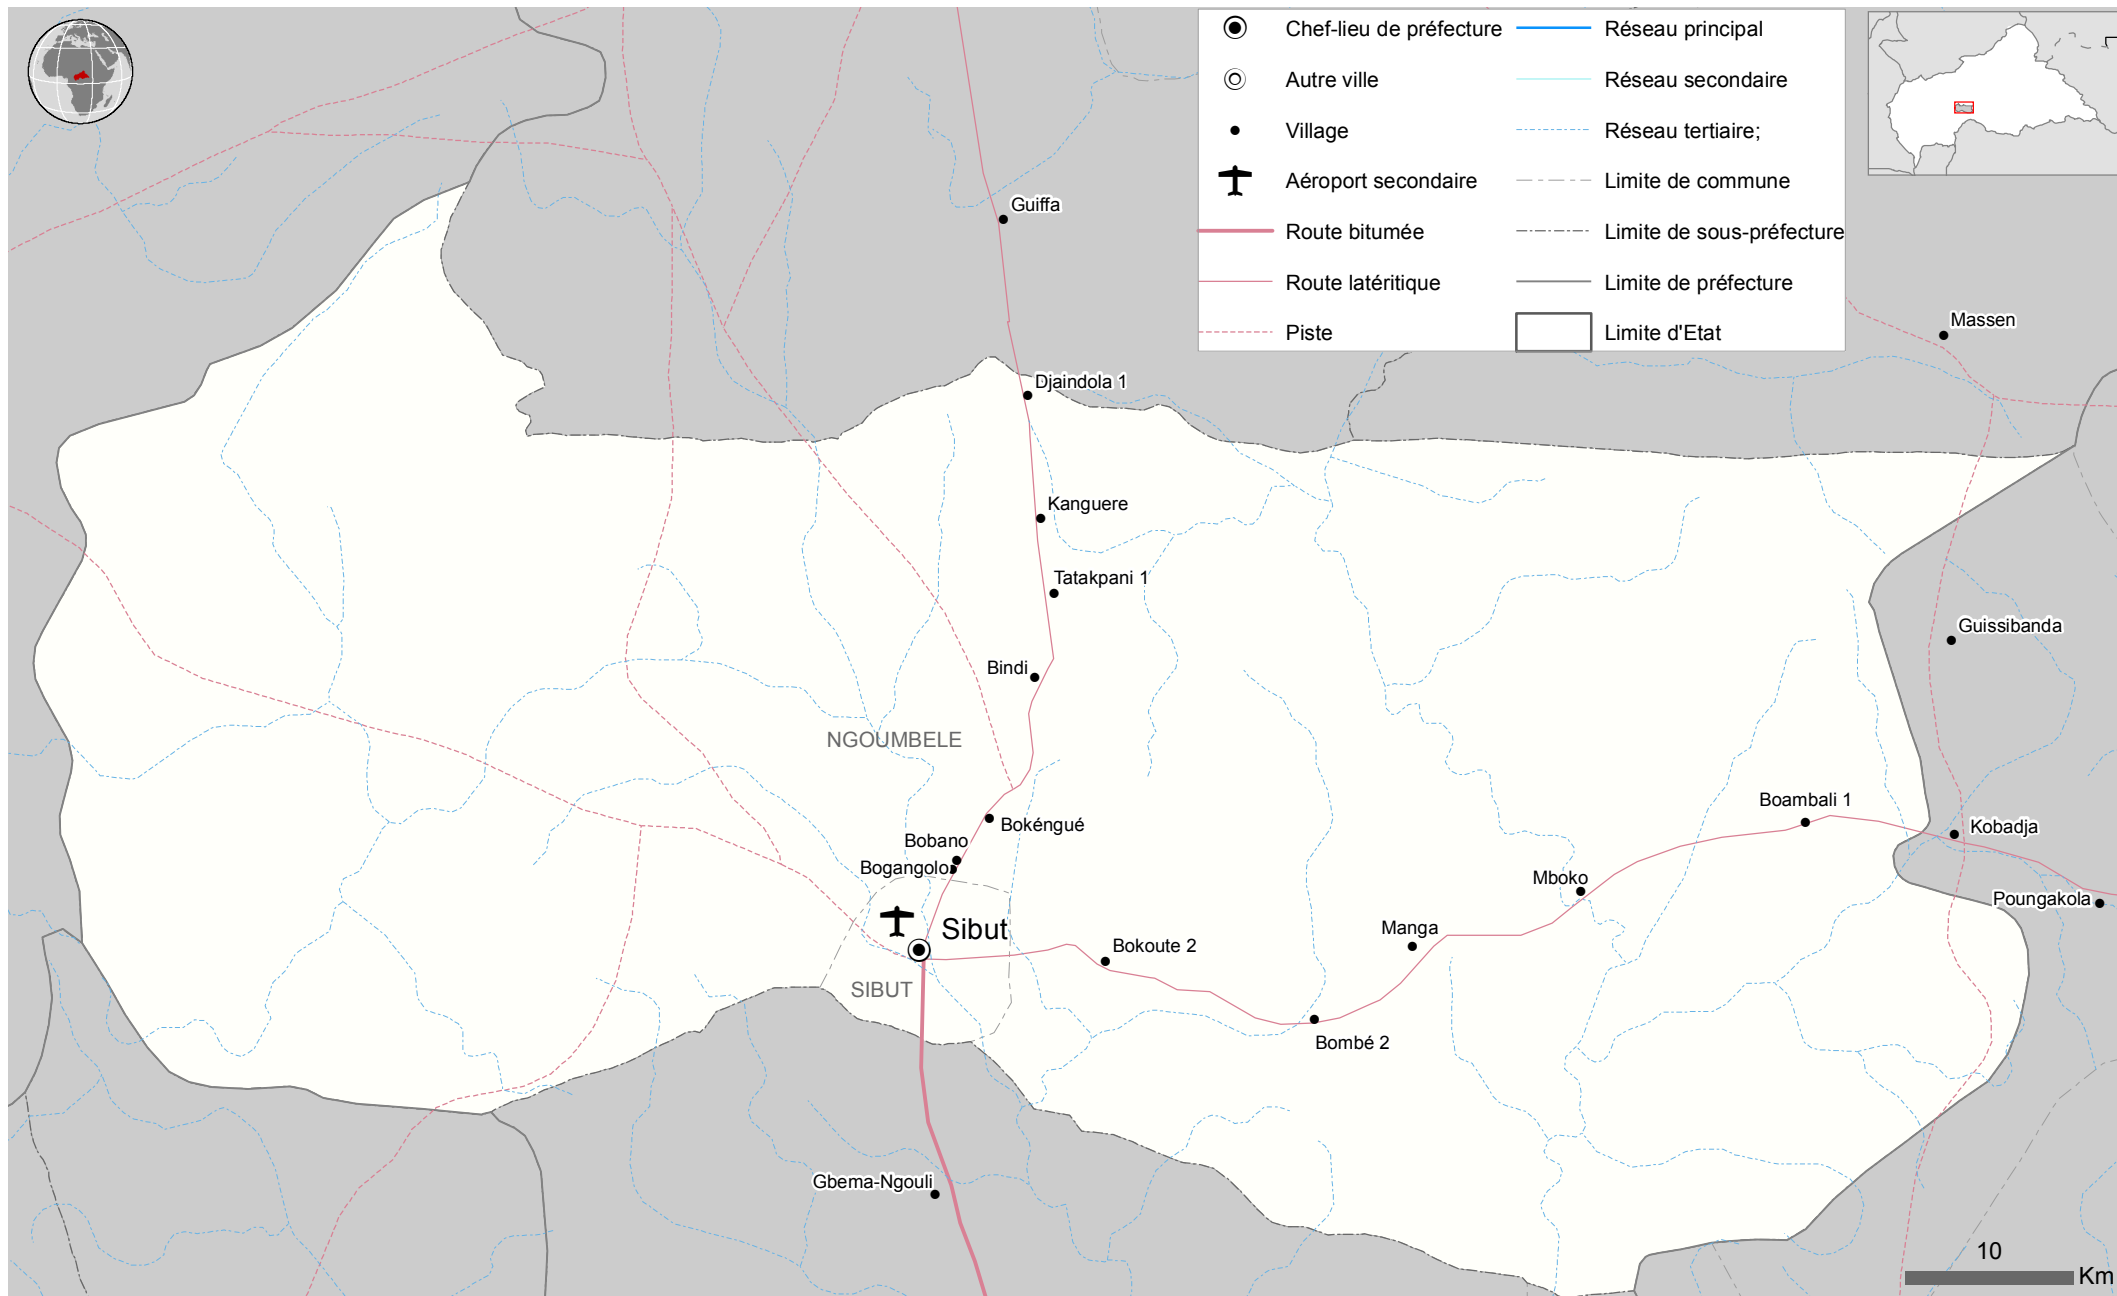 Chef-lieu de préfecture
Réseau principal
Autre ville
Réseau secondaire
Village
Réseau tertiaire;
Aéroport secondaire
Limite de commune
Route bitumée
Limite de sous-préfecture
Route latéritique
Limite de préfecture
Piste
Limite d'Etat
Guiffa
Massen
Djaindola 1
Kanguere
Tatakpani 1
Guissibanda
Bindi
NGOUMBELE
Boambali 1
Bokéngué
Kobadja
Bobano
Bogangolo
Mboko
Poungakola
Sibut
Manga
Bokoute 2
SIBUT
Bombé 2
Gbema-Ngouli
10
Km